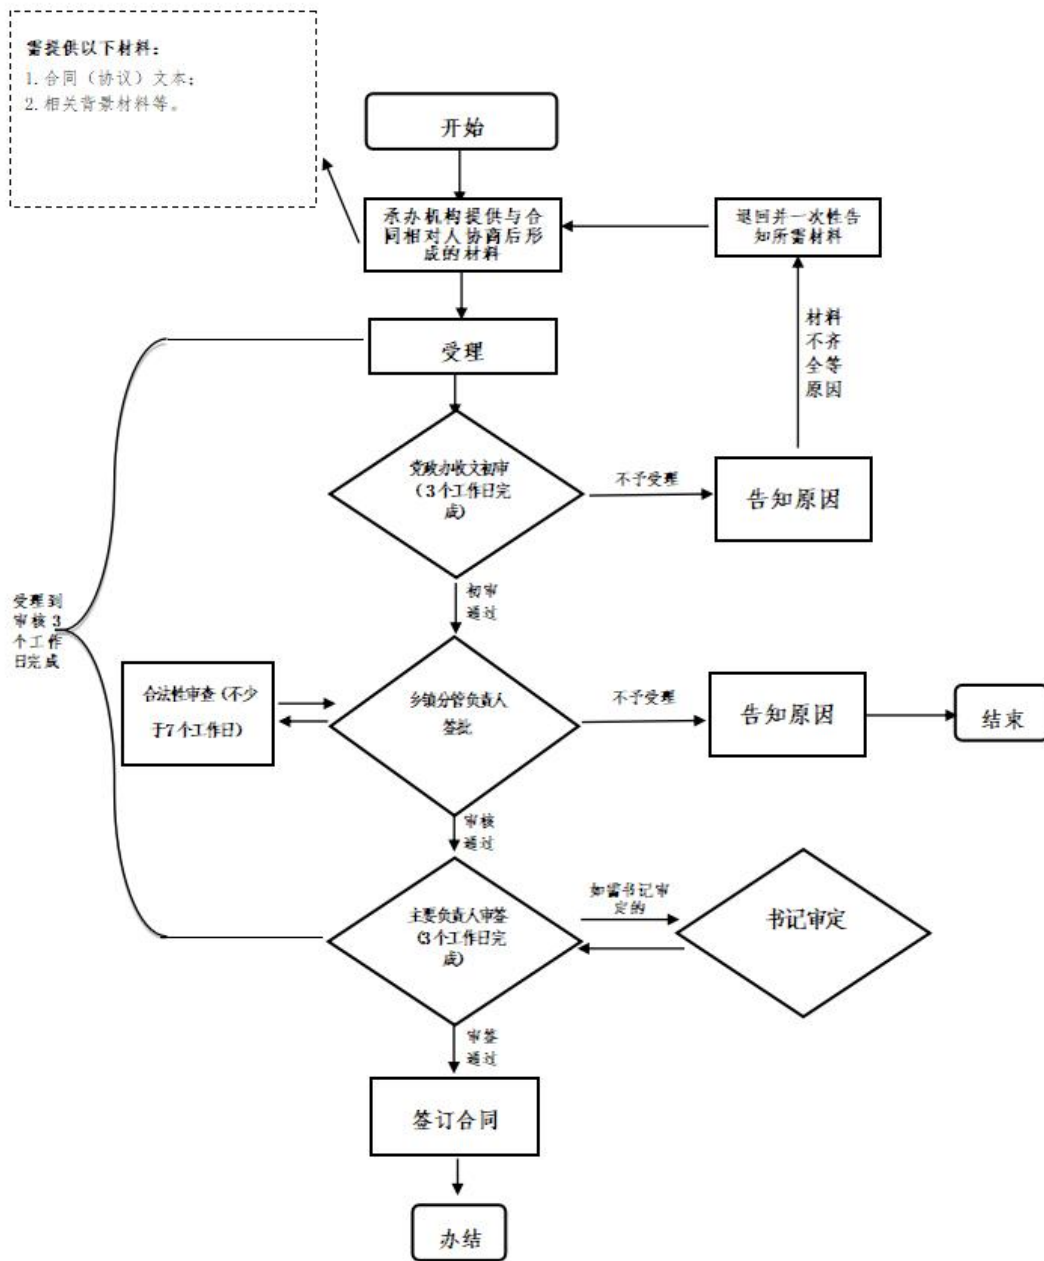 需提供以下材料：
1.合同（协议）文本；
2.相关背景材料等。
开始
承办机构提供与合
同相对人协商后形
成的材料
退回并一次性告
知所需材料
材料
不齐
全等
原因
受理
党政办收文初审
（3个工作日完
成）
不予受理
告知原因
初审
通过
受理到
审核3
个工作
日完成
合法性审查（不少
于7个工作日）
乡镇分管负责人
签批
不予受理
告知原因
结束
审核
通过
主要负责人审签
（3个工作日完
成）
如需书记审
定的
书记审定
审签
通过
签订合同
办结